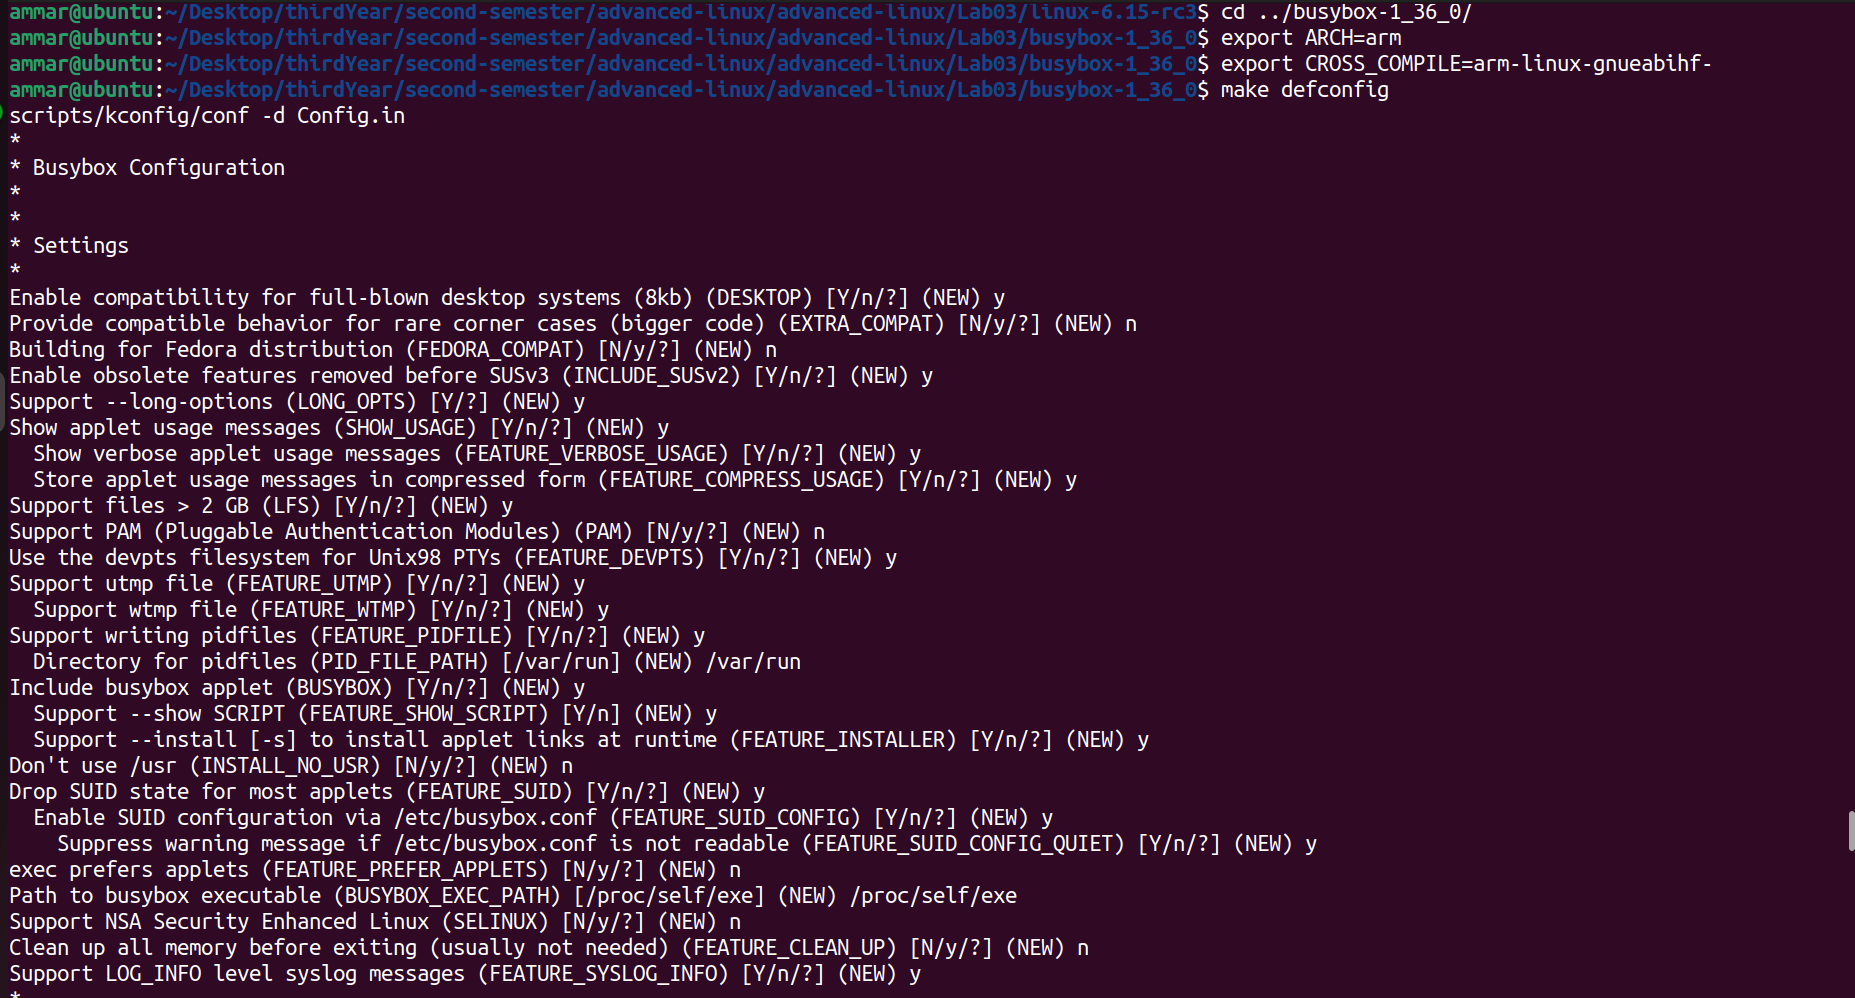 ammar@ubuntu:~/Desktop/thirdYear/second-semester/advanced-linux/advanced-linux/Lab03/linux-6.15-rc3$ cd ../busybox-1_36_0/
ammar@ubuntu:~/Desktop/thirdYear/second-semester/advanced-linux/advanced-linux/Lab03/busybox-1_36_0$ export ARCH=arm
ammar@ubuntu:~/Desktop/thirdYear/second-semester/advanced-linux/advanced-linux/Lab03/busybox-1_36_0$ export CROSS_COMPILE=arm-linux-gnueabihf-
ammar@ubuntu:~/Desktop/thirdYear/second-semester/advanced-linux/advanced-linux/Lab03/busybox-1_36_0$ make defconfig
scripts/kconfig/conf -d Config.in
*
* Busybox Configuration
*
*
* Settings
*
Enable compatibility for full-blown desktop systems (8kb) (DESKTOP) [Y/n/?] (NEW) y
Provide compatible behavior for rare corner cases (bigger code) (EXTRA_COMPAT) [N/y/?] (NEW) n
Building for Fedora distribution (FEDORA_COMPAT) [N/y/?] (NEW) n
Enable obsolete features removed before SUSv3 (INCLUDE_SUSv2) [Y/n/?] (NEW) y
Support --long-options (LONG_OPTS) [Y/?] (NEW) y
Show applet usage messages (SHOW_USAGE) [Y/n/?] (NEW) y
  Show verbose applet usage messages (FEATURE_VERBOSE_USAGE) [Y/n/?] (NEW) y
  Store applet usage messages in compressed form (FEATURE_COMPRESS_USAGE) [Y/n/?] (NEW) y
Support files > 2 GB (LFS) [Y/n/?] (NEW) y
Support PAM (Pluggable Authentication Modules) (PAM) [N/y/?] (NEW) n
Use the devpts filesystem for Unix98 PTYs (FEATURE_DEVPTS) [Y/n/?] (NEW) y
Support utmp file (FEATURE_UTMP) [Y/n/?] (NEW) y
  Support wtmp file (FEATURE_WTMP) [Y/n/?] (NEW) y
Support writing pidfiles (FEATURE_PIDFILE) [Y/n/?] (NEW) y
  Directory for pidfiles (PID_FILE_PATH) [/var/run] (NEW) /var/run
Include busybox applet (BUSYBOX) [Y/n/?] (NEW) y
  Support --show SCRIPT (FEATURE_SHOW_SCRIPT) [Y/n] (NEW) y
  Support --install [-s] to install applet links at runtime (FEATURE_INSTALLER) [Y/n/?] (NEW) y
Don't use /usr (INSTALL_NO_USR) [N/y/?] (NEW) n
Drop SUID state for most applets (FEATURE_SUID) [Y/n/?] (NEW) y
  Enable SUID configuration via /etc/busybox.conf (FEATURE_SUID_CONFIG) [Y/n/?] (NEW) y
    Suppress warning message if /etc/busybox.conf is not readable (FEATURE_SUID_CONFIG_QUIET) [Y/n/?] (NEW) y
exec prefers applets (FEATURE_PREFER_APPLETS) [N/y/?] (NEW) n
Path to busybox executable (BUSYBOX_EXEC_PATH) [/proc/self/exe] (NEW) /proc/self/exe
Support NSA Security Enhanced Linux (SELINUX) [N/y/?] (NEW) n
Clean up all memory before exiting (usually not needed) (FEATURE_CLEAN_UP) [N/y/?] (NEW) n
Support LOG_INFO level syslog messages (FEATURE_SYSLOG_INFO) [Y/n/?] (NEW) y
*